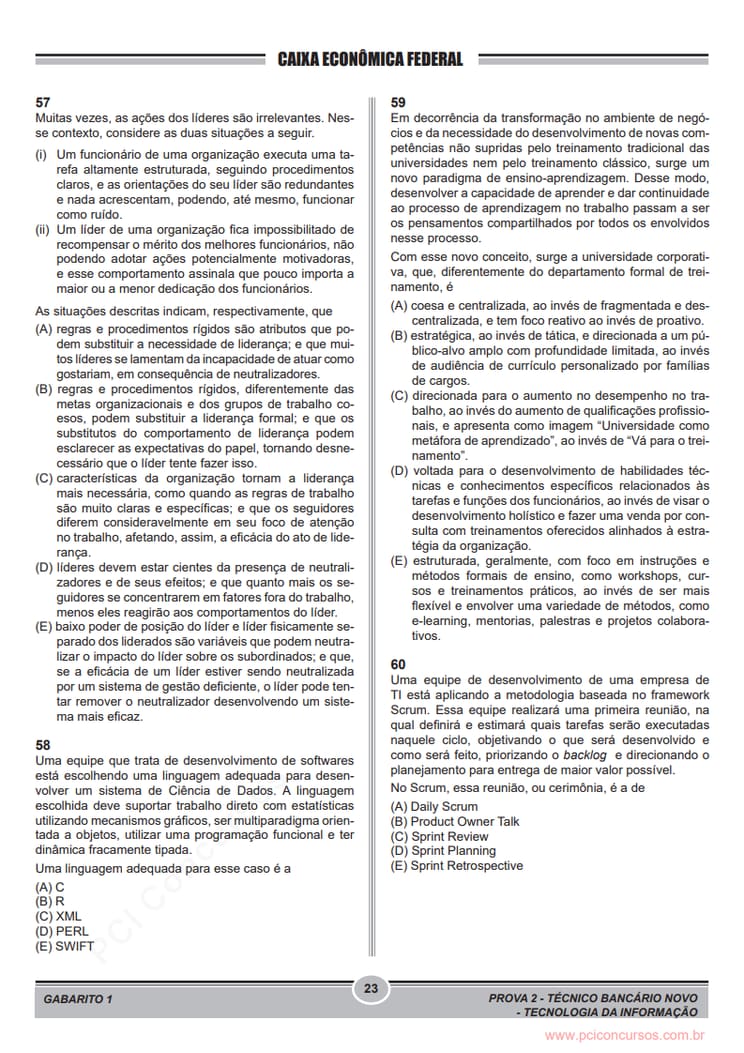 CAIXA ECONÔMICA FEDERAL
57
Muitas vezes, as ações dos líderes são irrelevantes. Nes-
se contexto, considere as duas situações a seguir.
(i) Um funcionário de uma organização executa uma ta-
refa altamente estruturada, seguindo procedimentos
claros, e as orientações do seu líder são redundantes
e nada acrescentam, podendo, até mesmo, funcionar
como ruído.
(ii) Um líder de uma organização fica impossibilitado de
recompensar o mérito dos melhores funcionários, não
podendo adotar ações potencialmente motivadoras,
e esse comportamento assinala que pouco importa a
maior ou a menor dedicação dos funcionários.
As situações descritas indicam, respectivamente, que
(A) regras e procedimentos rígidos são atributos que po-
dem substituir a necessidade de liderança; e que mui-
tos líderes se lamentam da incapacidade de atuar como
gostariam, em consequência de neutralizadores.
(B) regras e procedimentos rígidos, diferentemente das
metas organizacionais e dos grupos de trabalho co-
esos, podem substituir a liderança formal; e que os
substitutos do comportamento de liderança podem
esclarecer as expectativas do papel, tornando desne-
cessário que o líder tente fazer isso.
(C) características da organização tornam a liderança
mais necessária, como quando as regras de trabalho
são muito claras e específicas; e que os seguidores
diferem consideravelmente em seu foco de atenção
no trabalho, afetando, assim, a eficácia do ato de lide-
rança.
(D) líderes devem estar cientes da presença de neutrali-
zadores e de seus efeitos; e que quanto mais os se-
guidores se concentrarem em fatores fora do trabalho,
menos eles reagirão aos comportamentos do líder.
(E) baixo poder de posição do líder e líder fisicamente se-
parado dos liderados são variáveis que podem neutra-
lizar o impacto do líder sobre os subordinados; e que,
se a eficácia de um líder estiver sendo neutralizada
por um sistema de gestão deficiente, o líder pode ten-
tar remover o neutralizador desenvolvendo um siste-
ma mais eficaz.
58
Uma equipe que trata de desenvolvimento de softwares
está escolhendo uma linguagem adequada para desen-
volver um sistema de Ciência de Dados. A linguagem
escolhida deve suportar trabalho direto com estatísticas
utilizando mecanismos gráficos, ser multiparadigma orien-
tada a objetos, utilizar uma programação funcional e ter
dinâmica fracamente tipada.
Uma linguagem adequada para esse caso é a
(A) C
(B) R
(C) XML
(D) PERL
(E) SWIFT
59
Em decorrência da transformação no ambiente de negó-
cios e da necessidade do desenvolvimento de novas com-
petências não supridas pelo treinamento tradicional das
universidades nem pelo treinamento clássico, surge um
novo paradigma de ensino-aprendizagem. Desse modo,
desenvolver a capacidade de aprender e dar continuidade
ao processo de aprendizagem no trabalho passam a ser
os pensamentos compartilhados por todos os envolvidos
nesse processo.
Com esse novo conceito, surge a universidade corporati-
va, que, diferentemente do departamento formal de trei-
namento, é
(A) coesa e centralizada, ao invés de fragmentada e des-
centralizada, e tem foco reativo ao invés de proativo.
(B) estratégica, ao invés de tática, e direcionada a um pú-
blico-alvo amplo com profundidade limitada, ao invés
de audiência de currículo personalizado por famílias
de cargos.
(C) direcionada para o aumento no desempenho no tra-
balho, ao invés do aumento de qualificações profissio-
nais, e apresenta como imagem “Universidade como
metáfora de aprendizado”, ao invés de “Vá para o trei-
namento”.
(D) voltada para o desenvolvimento de habilidades téc-
nicas e conhecimentos específicos relacionados às
tarefas e funções dos funcionários, ao invés de visar o
desenvolvimento holístico e fazer uma venda por con-
sulta com treinamentos oferecidos alinhados à estra-
tégia da organização.
(E) estruturada, geralmente, com foco em instruções e
métodos formais de ensino, como workshops, cur-
sos e treinamentos práticos, ao invés de ser mais
flexível e envolver uma variedade de métodos, como
e-learning, mentorias, palestras e projetos colabora-
tivos.
60
Uma equipe de desenvolvimento de uma empresa de
TI está aplicando a metodologia baseada no framework
Scrum. Essa equipe realizará uma primeira reunião, na
qual definirá e estimará quais tarefas serão executadas
naquele ciclo, objetivando o que será desenvolvido e
como será feito, priorizando o backlog e direcionando o
planejamento para entrega de maior valor possível.
No Scrum, essa reunião, ou cerimônia, é a de
(A) Daily Scrum
(B) Product Owner Talk
(C) Sprint Review
(D) Sprint Planning
(E) Sprint Retrospective
GABARITO 1
23
PROVA 2 - TÉCNICO BANCÁRIO NOVO
- TECNOLOGIA DA INFORMAÇÃO
www.pciconcursos.com.br